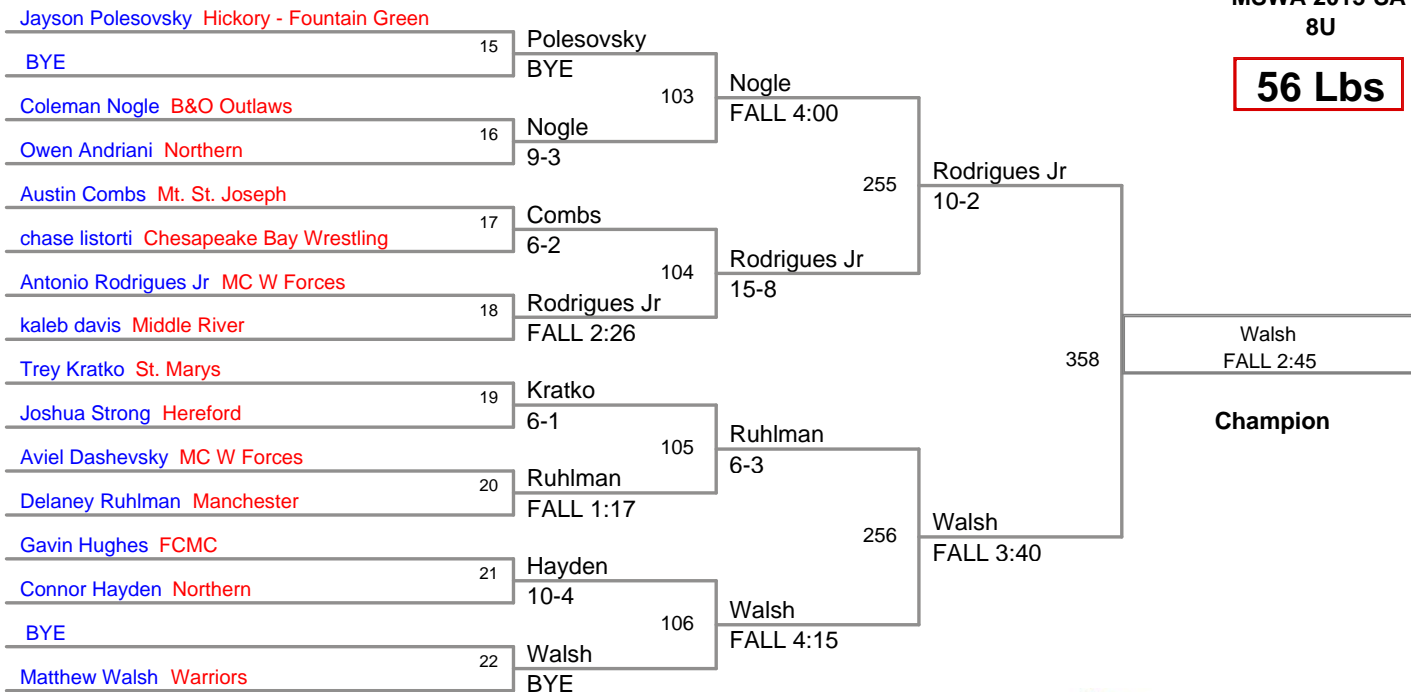 Jayson Polesovsky Hickory - Fountain Green
BYE
Coleman Nogle B&O Outlaws
Owen Andriani Northern
Austin Combs Mt. St. Joseph
chase listorti Chesapeake Bay Wrestling
Antonio Rodrigues Jr MC W Forces
kaleb davis Middle River
Trey Kratko St. Marys
Joshua Strong Hereford
Aviel Dashevsky MC W Forces
Delaney Ruhlman Manchester
Gavin Hughes FCMC
Connor Hayden Northern
BYE
Matthew Walsh Warriors
15
Polesovsky
BYE
16
Nogle
9-3
17
Combs
6-2
18
Rodrigues Jr
FALL 2:26
19
Kratko
6-1
20
Ruhlman
FALL 1:17
21
Hayden
10-4
22
Walsh
BYE
103
Nogle
FALL 4:00
104
Rodrigues Jr
15-8
105
Ruhlman
6-3
106
Walsh
FALL 4:15
255
Rodrigues Jr
10-2
256
Walsh
FALL 3:40
358
Walsh
FALL 2:45
Champion
8U
56 Lbs